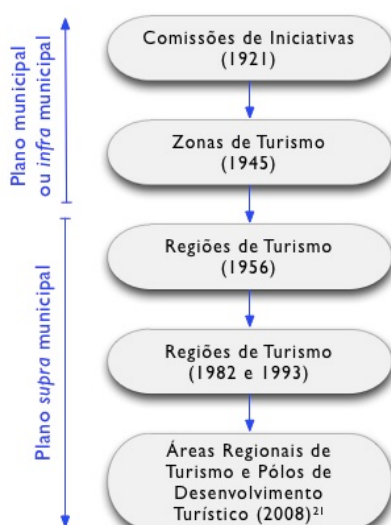 Plano municipal
ou infra municipal
Plano supra municipal
Comissões de Iniciativas
(1921)
Zonas de Turismo
(1945)
Regiões de Turismo
(1956)
Regiões de Turismo
(1982 e 1993)
Áreas Regionais de
Turismo e Pólos de
Desenvolvimento
Turístico (2008)²¹